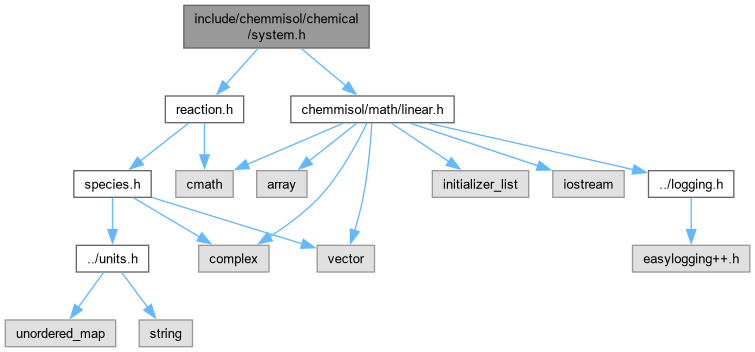 include/chemmisol/chemical
/system.h
reaction.h
chemmisol/math/linear.h
species.h
cmath
array
initializer_list
iostream
../logging.h
../units.h
complex
vector
easylogging++.h
unordered_map
string